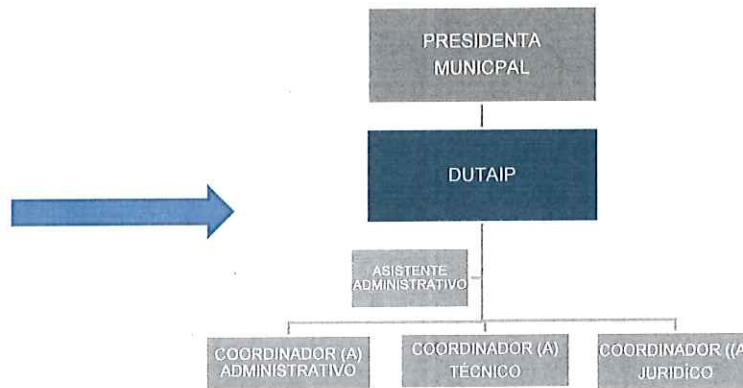 PRESIDENTA
MUNICPAL
DUTAIP
ASISTENTE
ADMINISTRATIVO
COORDINADOR (A)
ADMINISTRATIVO
COORDINADOR (A)
TÉCNICO
COORDINADOR ((A
JURIDÍCO